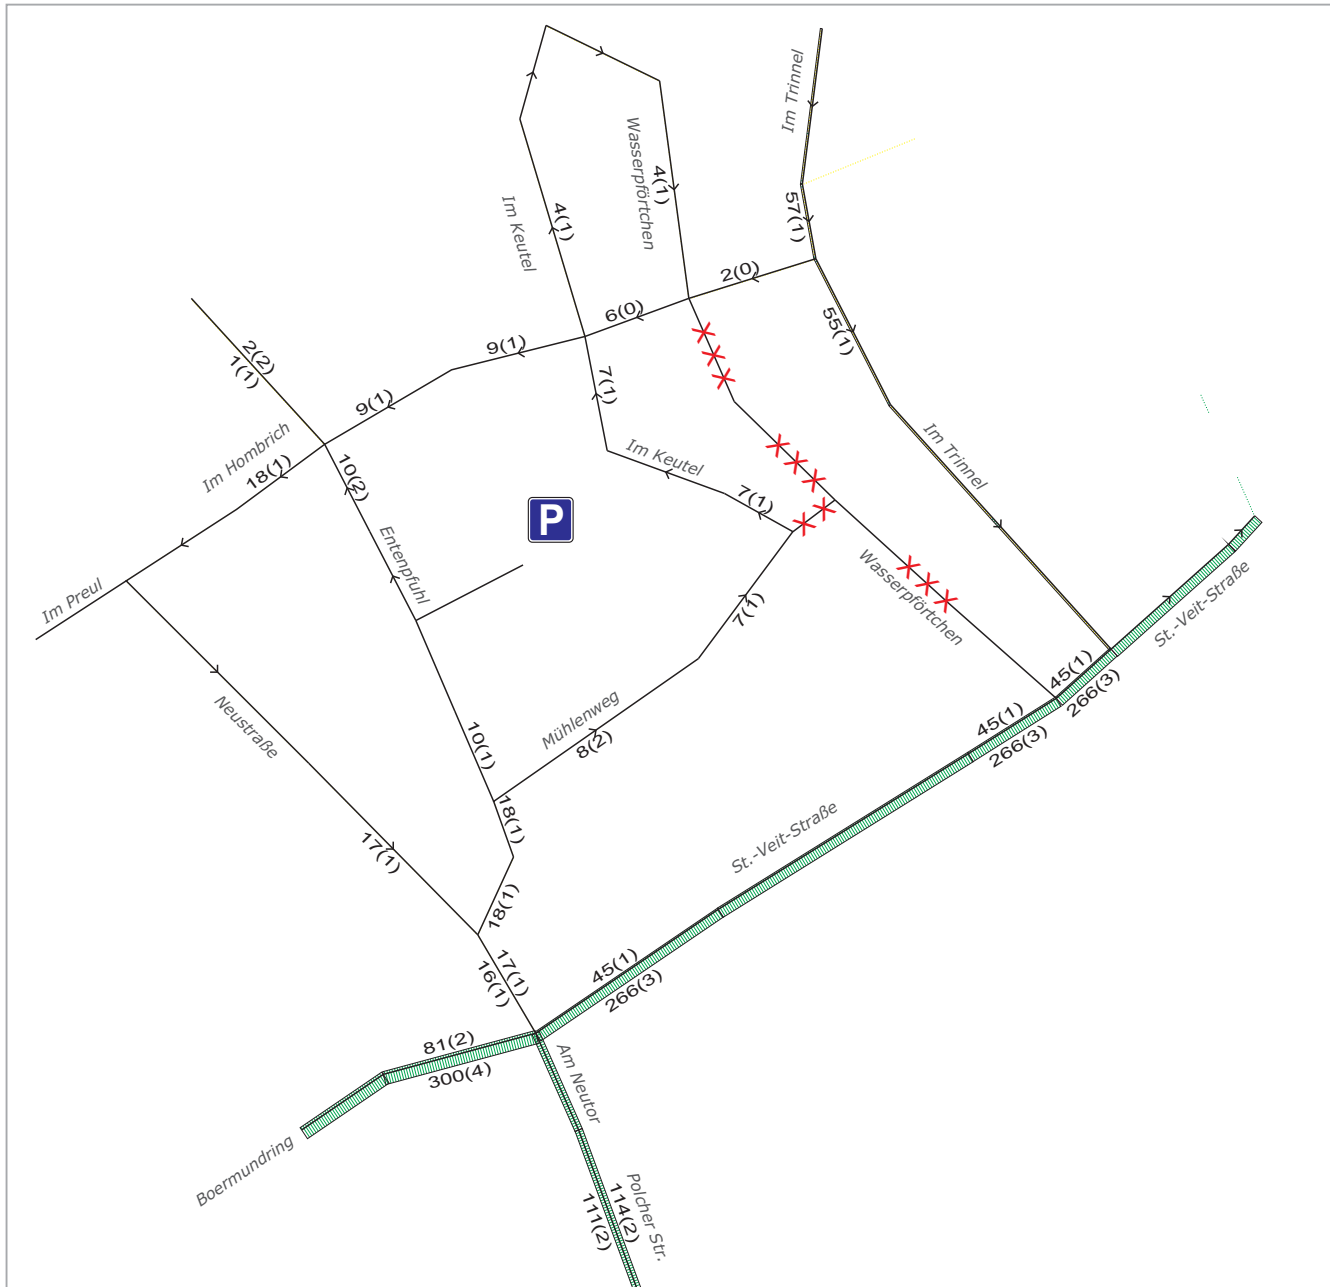 Im Trinnel
Wasserpförtchen
4(1)
57(1)
Im Keutel
4(1)
2(0)
6(0)
55(1)
9(1)
2(2)
1(1)
7(1)
9(1)
Im Hombrich
18(1)
10(2)
Im Keutel
7(1)
Im Trinnel
P
Entenpfuhl
Wasserpförtchen
Im Preul
7(1)
St.-Veit-Straße
45(1)
266(3)
Neustraße
Mühlenweg
8(2)
10(1)
45(1)
266(3)
18(1)
St.-Veit-Straße
17(1)
18(1)
17(1)
16(1)
45(1)
266(3)
81(2)
300(4)
Am Neutor
Boermundring
Polcher Str.
114(2)
111(2)